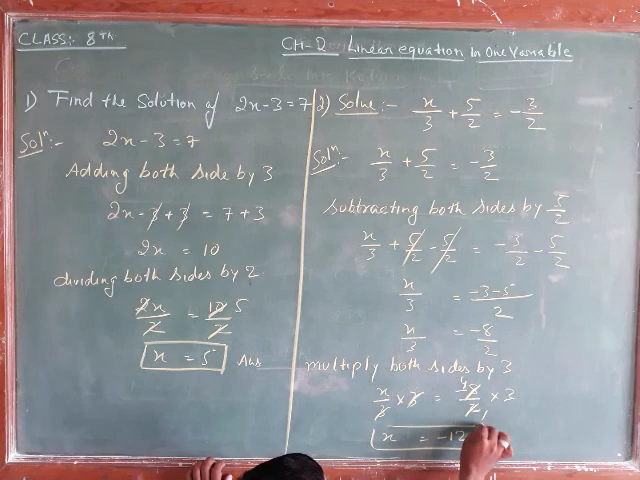 CLASS:- 8TH
CH-2 Linear equation in One Variable
1) Find the Solution of 2x-3=7
Solⁿ:- 2x-3=7
Adding both side by 3
2x-3+3 = 7+3
2x = 10
dividing both sides by 2
2x/2 = 10/2 5
x = 5 Ans
2) Solve:- x/3 + 5/2 = -3/2
Solⁿ:- x/3 + 5/2 = -3/2
Subtracting both sides by 5/2
x/3 + 5/2 - 5/2 = -3/2 - 5/2
x/3 = -3-5/2
x/3 = -8/2
multiply both sides by 3
x/3 × 3 = -8/2 × 3
x = -12